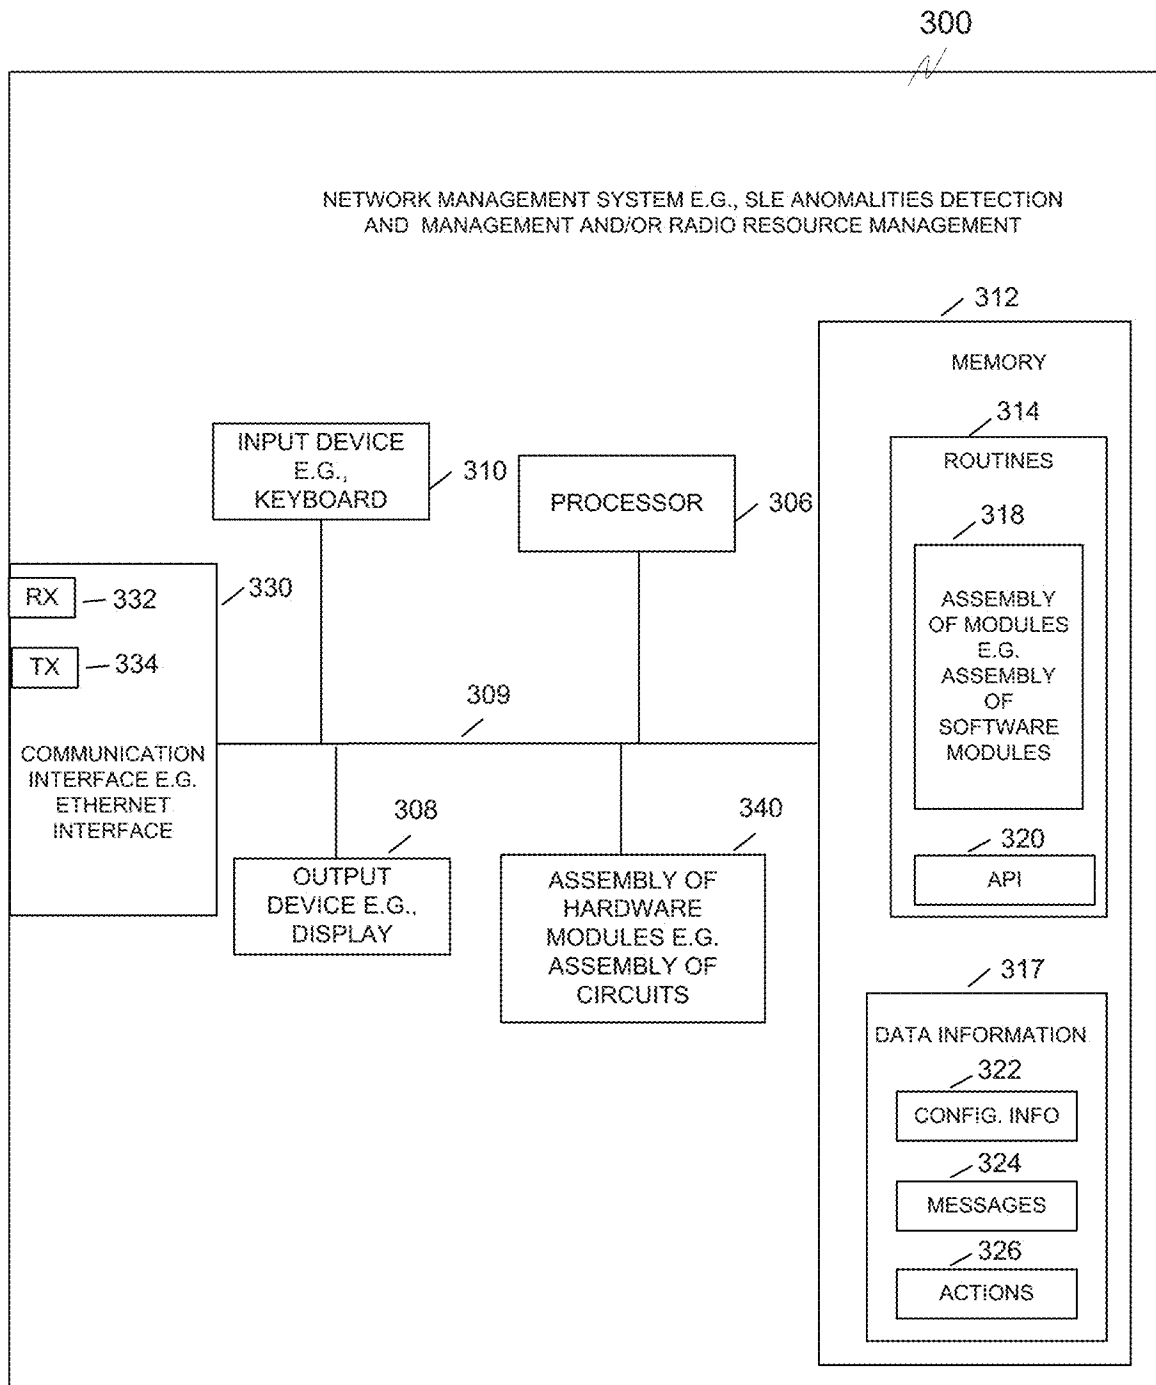 300
NETWORK MANAGEMENT SYSTEM E.G., SLE ANOMALITIES DETECTION
AND MANAGEMENT AND/OR RADIO RESOURCE MANAGEMENT
312
MEMORY
314
ROUTINES
318
ASSEMBLY
OF MODULES
E.G.
ASSEMBLY
OF
SOFTWARE
MODULES
320
API
317
DATA INFORMATION
322
CONFIG. INFO
324
MESSAGES
326
ACTIONS
INPUT DEVICE
E.G.,
KEYBOARD
310
PROCESSOR
306
330
RX
332
TX
334
COMMUNICATION
INTERFACE E.G.
ETHERNET
INTERFACE
309
308
OUTPUT
DEVICE E.G.,
DISPLAY
340
ASSEMBLY OF
HARDWARE
MODULES E.G.
ASSEMBLY OF
CIRCUITS